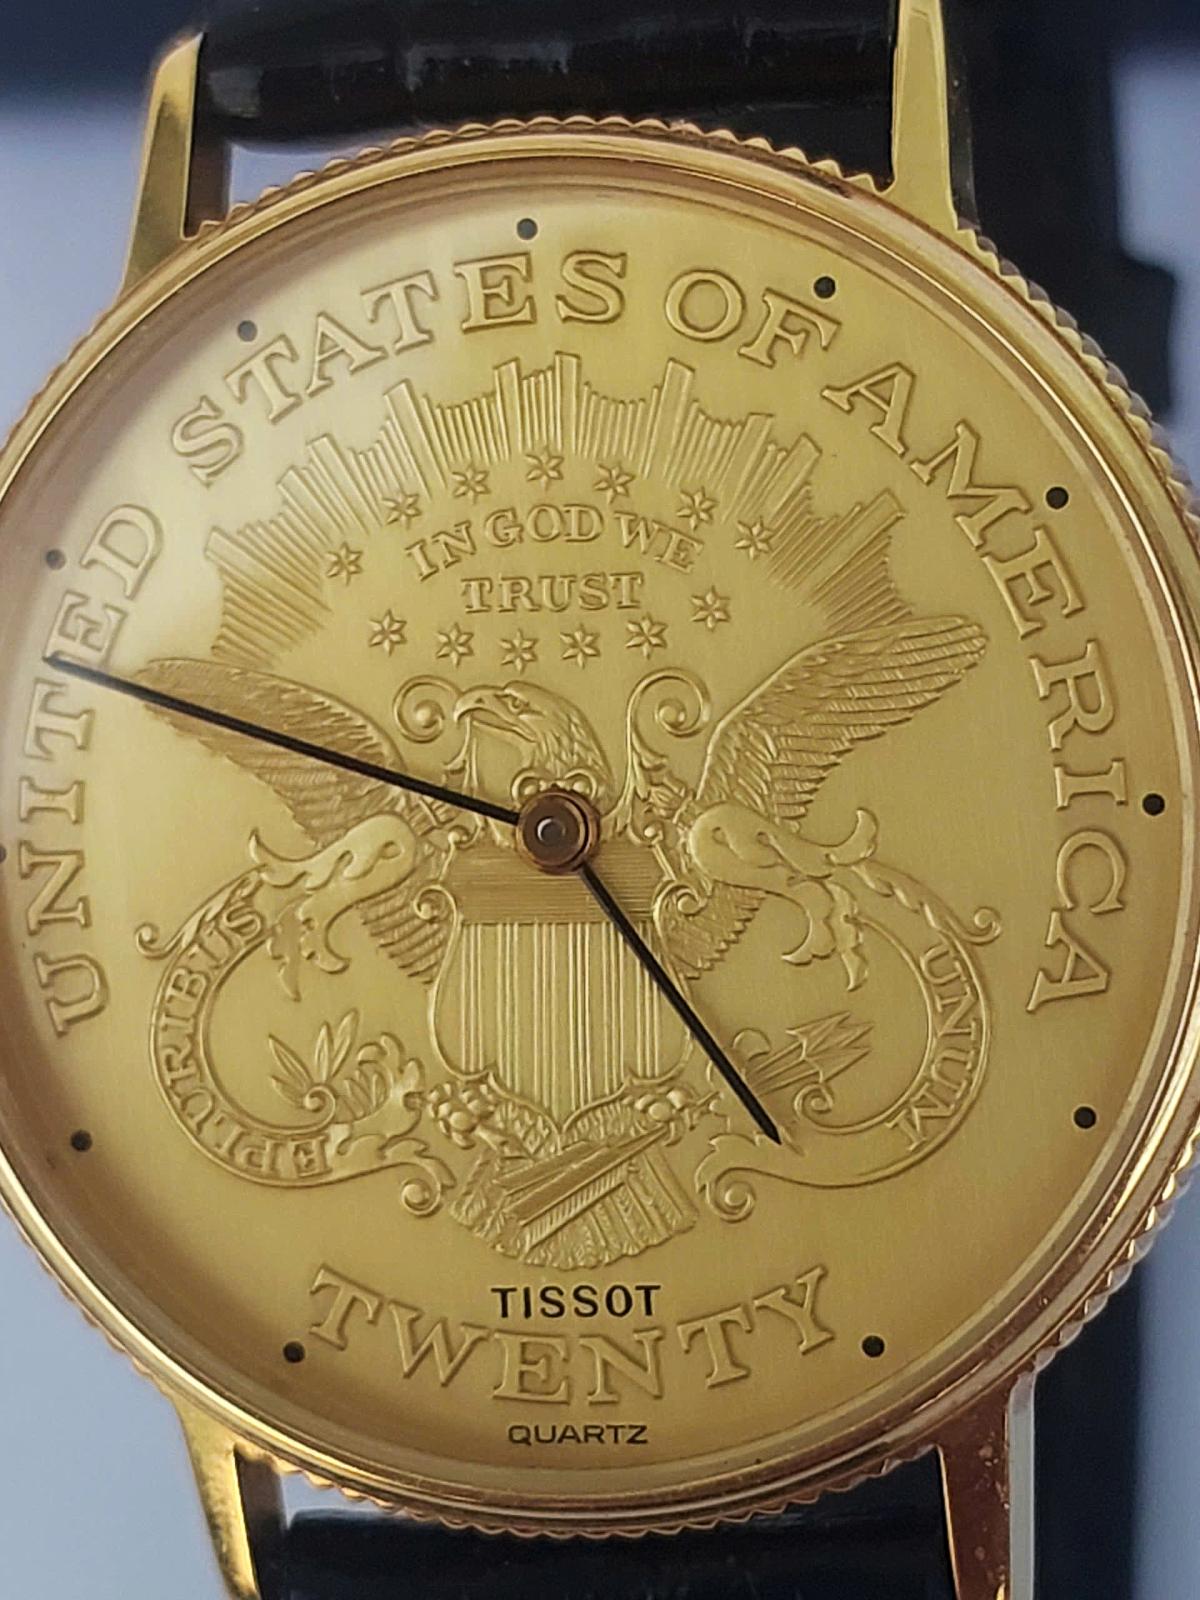 UNITED STATES OF AMERICA
IN GOD WE
TRUST
E PLURIBUS
UNUM
TISSOT
TWENTY
QUARTZ